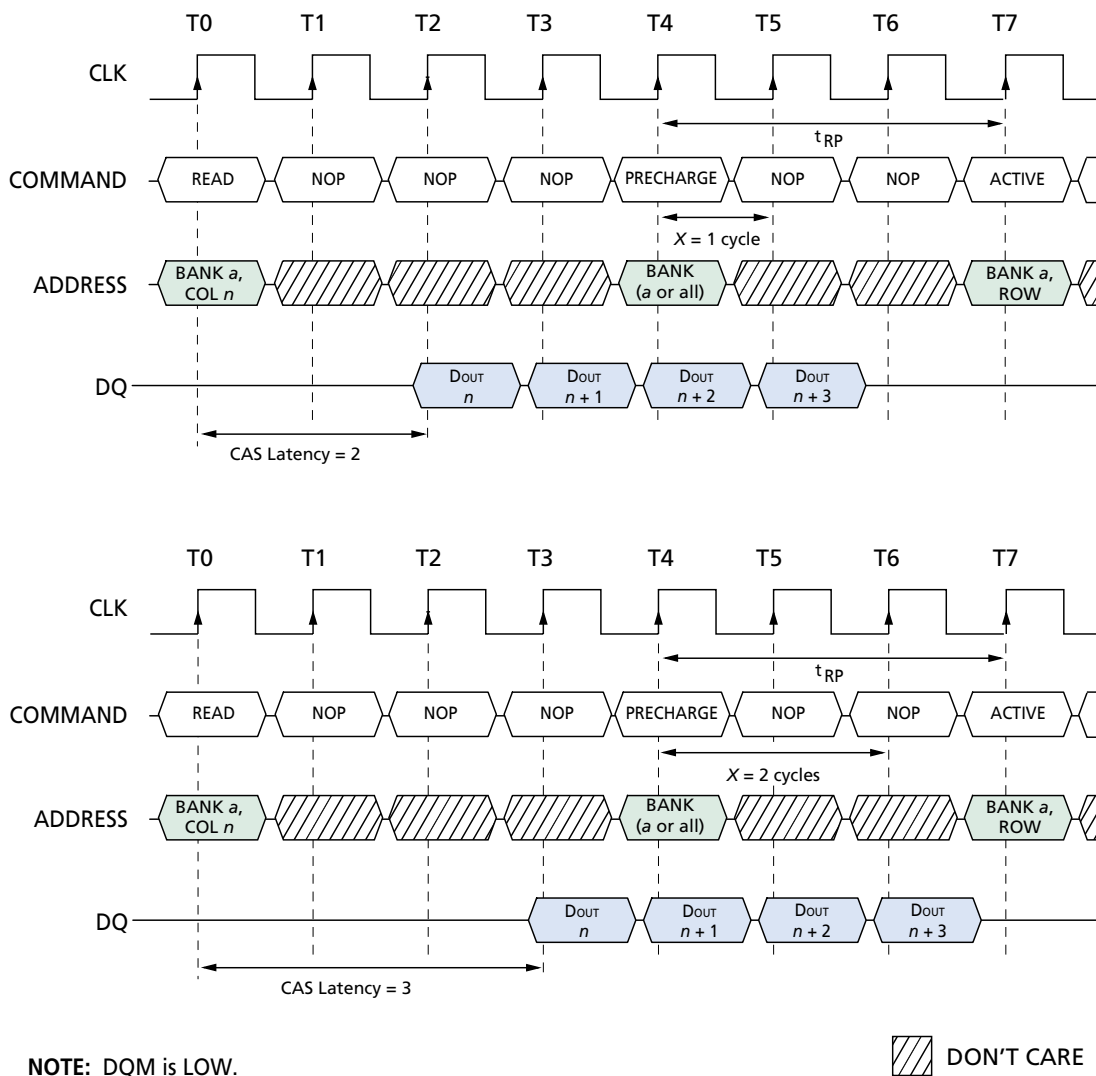 T0 T1 T2 T3 T4 T5 T6 T7
CLK
tRP
COMMAND READ NOP NOP NOP PRECHARGE NOP NOP ACTIVE
X = 1 cycle
ADDRESS BANK a, COL n BANK (a or all) BANK a, ROW
DQ DOUT n DOUT n + 1 DOUT n + 2 DOUT n + 3
CAS Latency = 2
T0 T1 T2 T3 T4 T5 T6 T7
CLK
tRP
COMMAND READ NOP NOP NOP PRECHARGE NOP NOP ACTIVE
X = 2 cycles
ADDRESS BANK a, COL n BANK (a or all) BANK a, ROW
DQ DOUT n DOUT n + 1 DOUT n + 2 DOUT n + 3
CAS Latency = 3
NOTE: DQM is LOW.
DON'T CARE